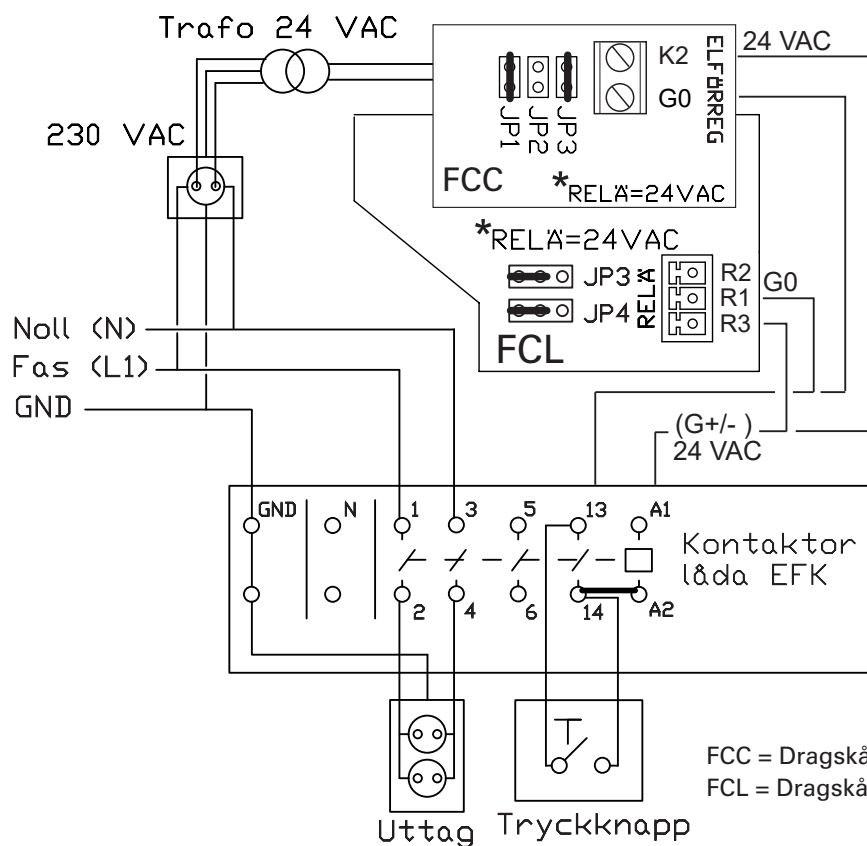 Trafo 24 VAC
24 VAC
K2
G0
ELFÖRREG
JP1
JP2
JP3
230 VAC
FCC
*RELÄ=24VAC
*RELÄ=24VAC
JP3
JP4
RELÄ
R2
R1
R3
G0
FCL
Noll (N)
Fas (L1)
GND
(G+/- )
24 VAC
GND
N
1
3
5
13
A1
Kontaktor
låda EFK
2
4
6
14
A2
FCC = Dragskå
FCL = Dragskå
Uttag
Tryckknapp